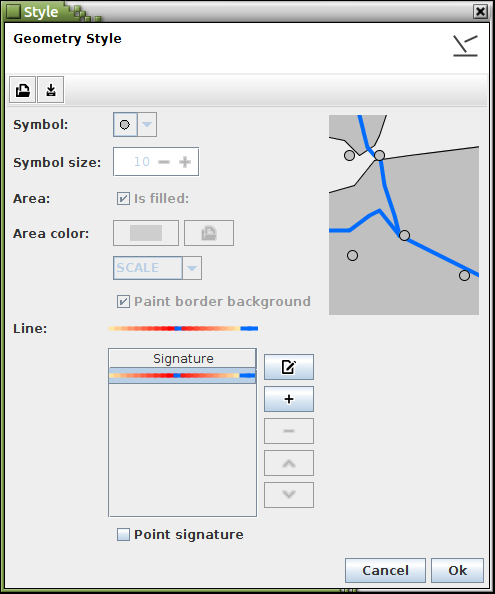 Style
Geometry Style
Symbol:
Symbol size:
10
Area:
Is filled:
Area color:
SCALE
Paint border background
Line:
Signature
Point signature
Cancel
Ok